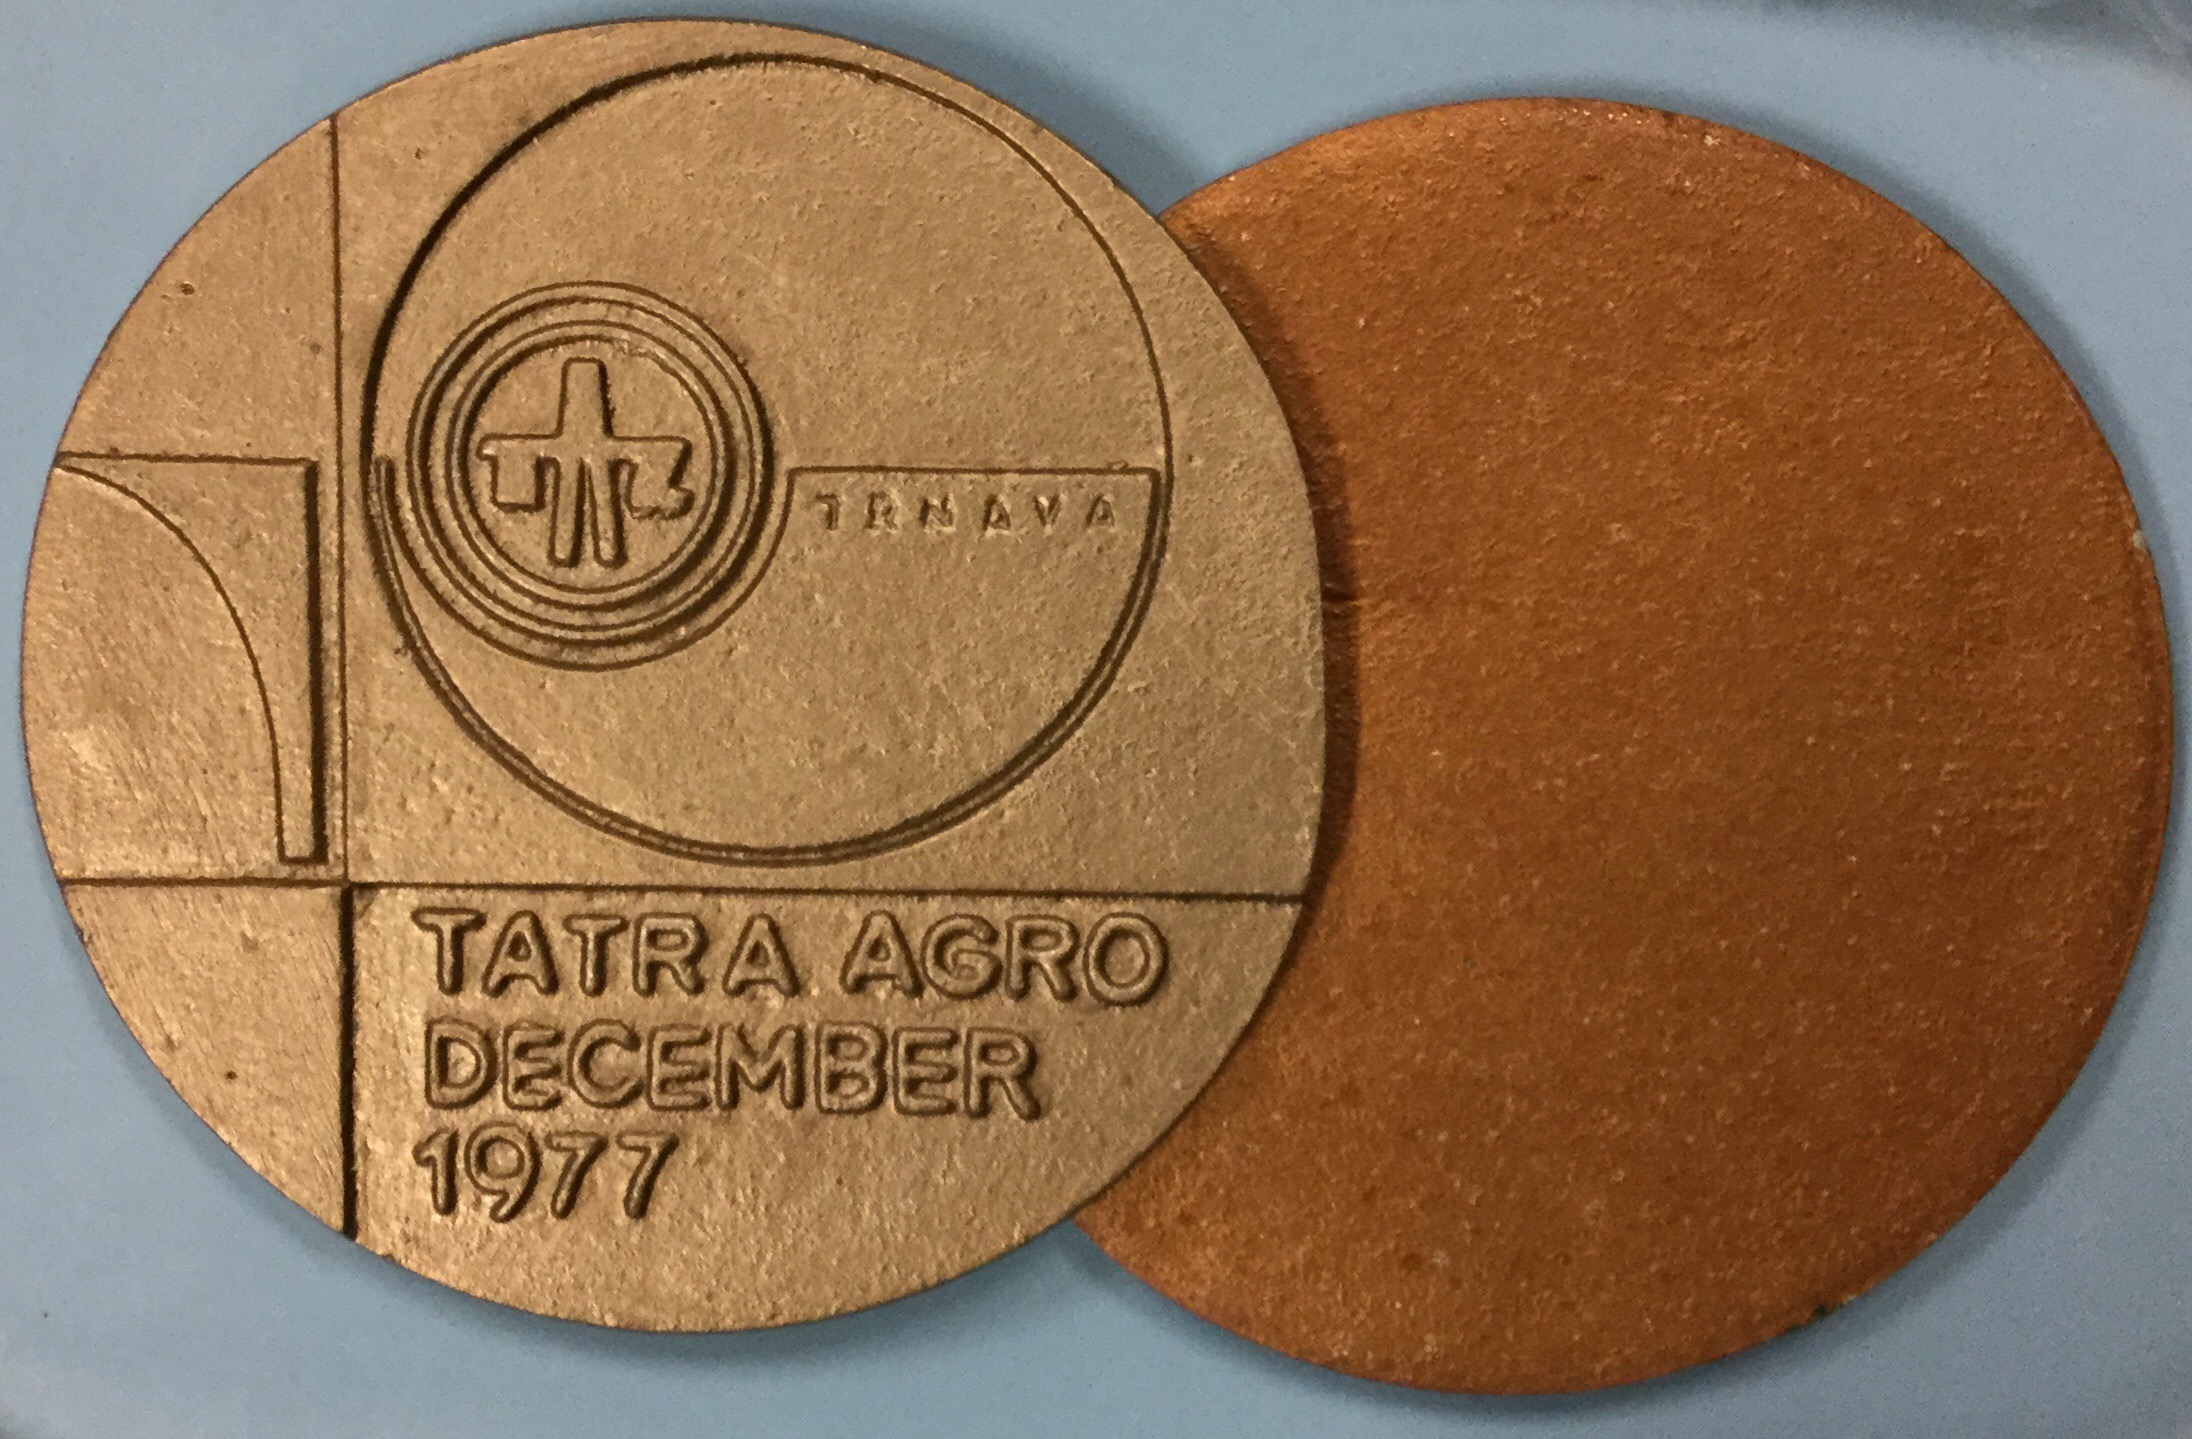 TRNAVA
TATRA AGRO
DECEMBER
1977